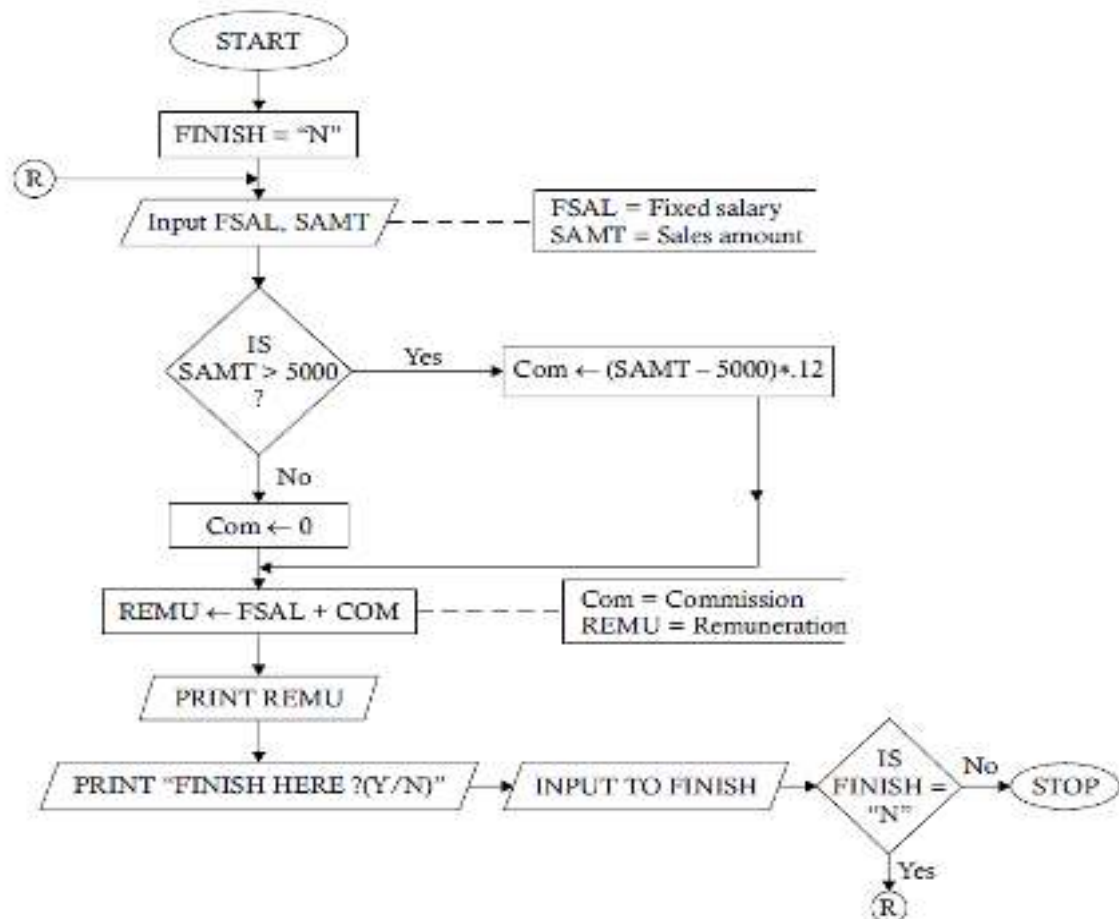 START
FINISH = “N”
R
Input FSAL, SAMT
FSAL = Fixed salary
SAMT = Sales amount
IS
SAMT > 5000
?
Yes
Com ← (SAMT – 5000)*.12
No
Com ← 0
REMU ← FSAL + COM
Com = Commission
REMU = Remuneration
PRINT REMU
PRINT “FINISH HERE ?(Y/N)”
INPUT TO FINISH
IS
FINISH =
“N”
No
STOP
Yes
R